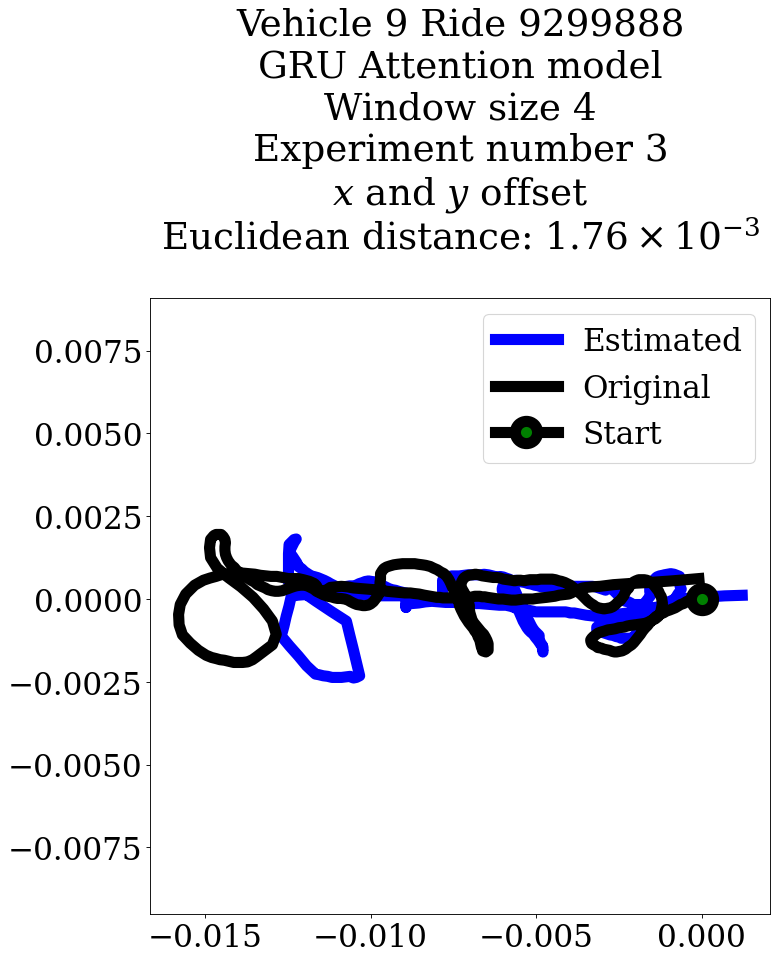 Vehicle 9 Ride 9299888
GRU Attention model
Window size 4
Experiment number 3
x and y offset
Euclidean distance: 1.76 × 10⁻³
Estimated
Original
Start
0.0075
0.0050
0.0025
0.0000
−0.0025
−0.0050
−0.0075
−0.015 −0.010 −0.005 0.000